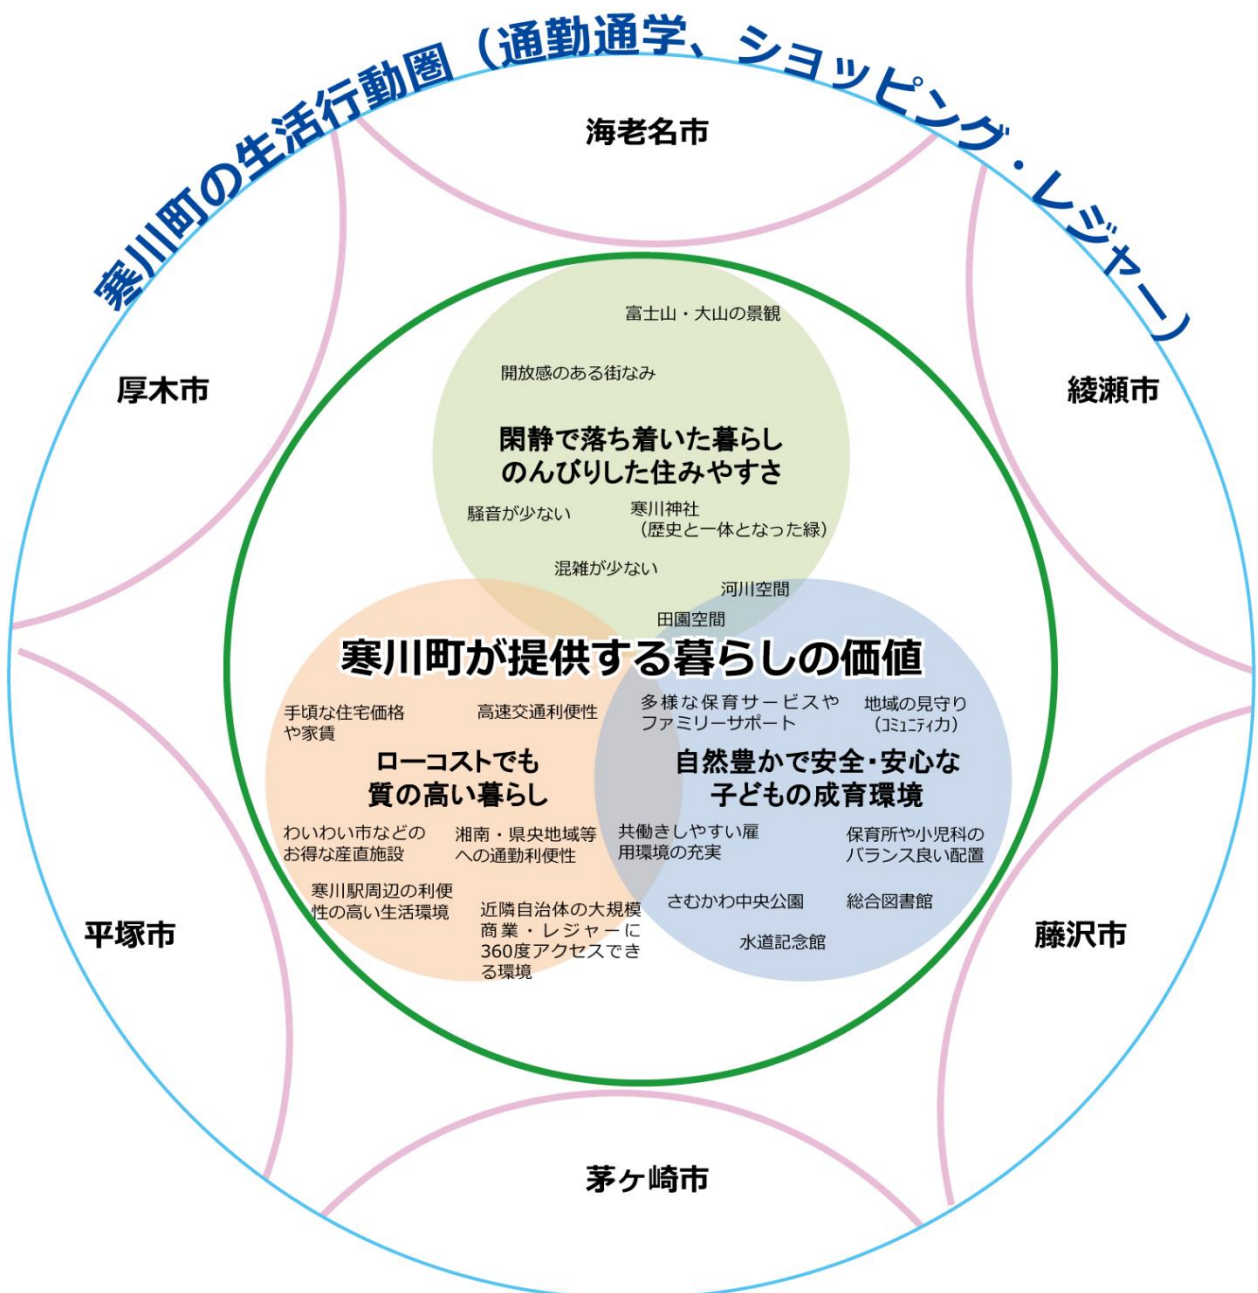 寒川町の生活行動圏（通勤通学、ショッピング・レジャー）
海老名市
厚木市
綾瀬市
富士山・大山の景観
開放感のある街なみ
閑静で落ち着いた暮らし
のんびりした住みやすさ
騒音が少ない
寒川神社
（歴史と一体となった緑）
混雑が少ない
河川空間
田園空間
寒川町が提供する暮らしの価値
手頃な住宅価格
や家賃
高速交通利便性
ローコストでも
質の高い暮らし
わいわい市などの
お得な産直施設
湘南・県央地域等
への通勤利便性
寒川駅周辺の利便
性の高い生活環境
近隣自治体の大規模
商業・レジャーに
360度アクセスでき
る環境
多様な保育サービスや
ファミリーサポート
地域の見守り
（ｺﾐｭﾆﾃｨ力）
自然豊かで安全・安心な
子どもの成育環境
共働きしやすい雇
用環境の充実
保育所や小児科の
バランス良い配置
さむかわ中央公園
総合図書館
水道記念館
平塚市
藤沢市
茅ヶ崎市